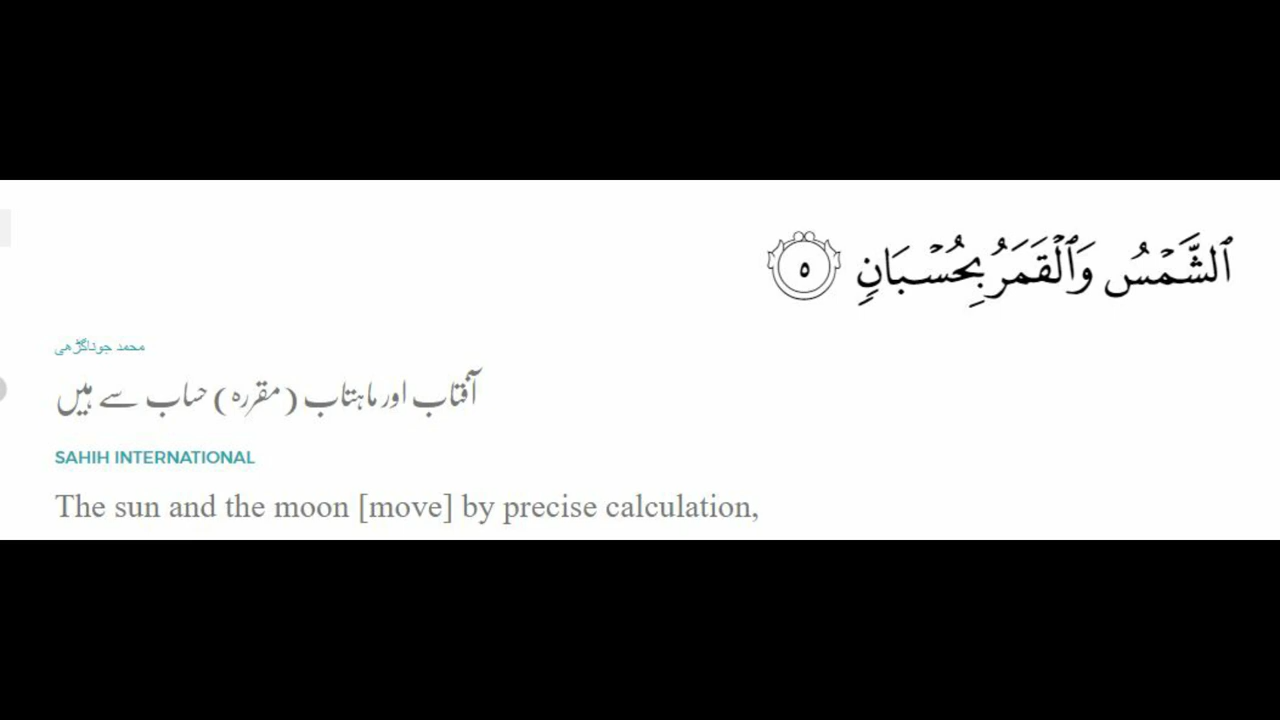 ٱلشَّمْسُ وَٱلْقَمَرُ بِحُسْبَانٍ ٥
محمد جوناگڑھی
آفتاب اور ماہتاب (مقرره) حساب سے ہیں
SAHIH INTERNATIONAL
The sun and the moon [move] by precise calculation,